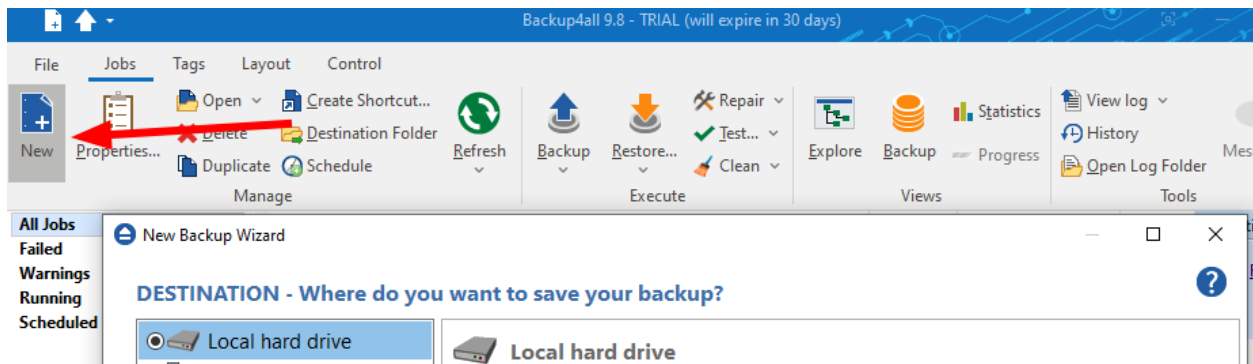 Backup4all 9.8 - TRIAL (will expire in 30 days)
File Jobs Tags Layout Control
New
Properties...
Open
Delete
Duplicate
Create Shortcut...
Destination Folder
Schedule
Manage
Refresh
Backup
Restore...
Repair
Test...
Clean
Execute
Explore
Backup
Statistics
Progress
Views
View log
History
Open Log Folder
Tools
All Jobs
Failed
Warnings
Running
Scheduled
New Backup Wizard
DESTINATION - Where do you want to save your backup?
Local hard drive
Local hard drive